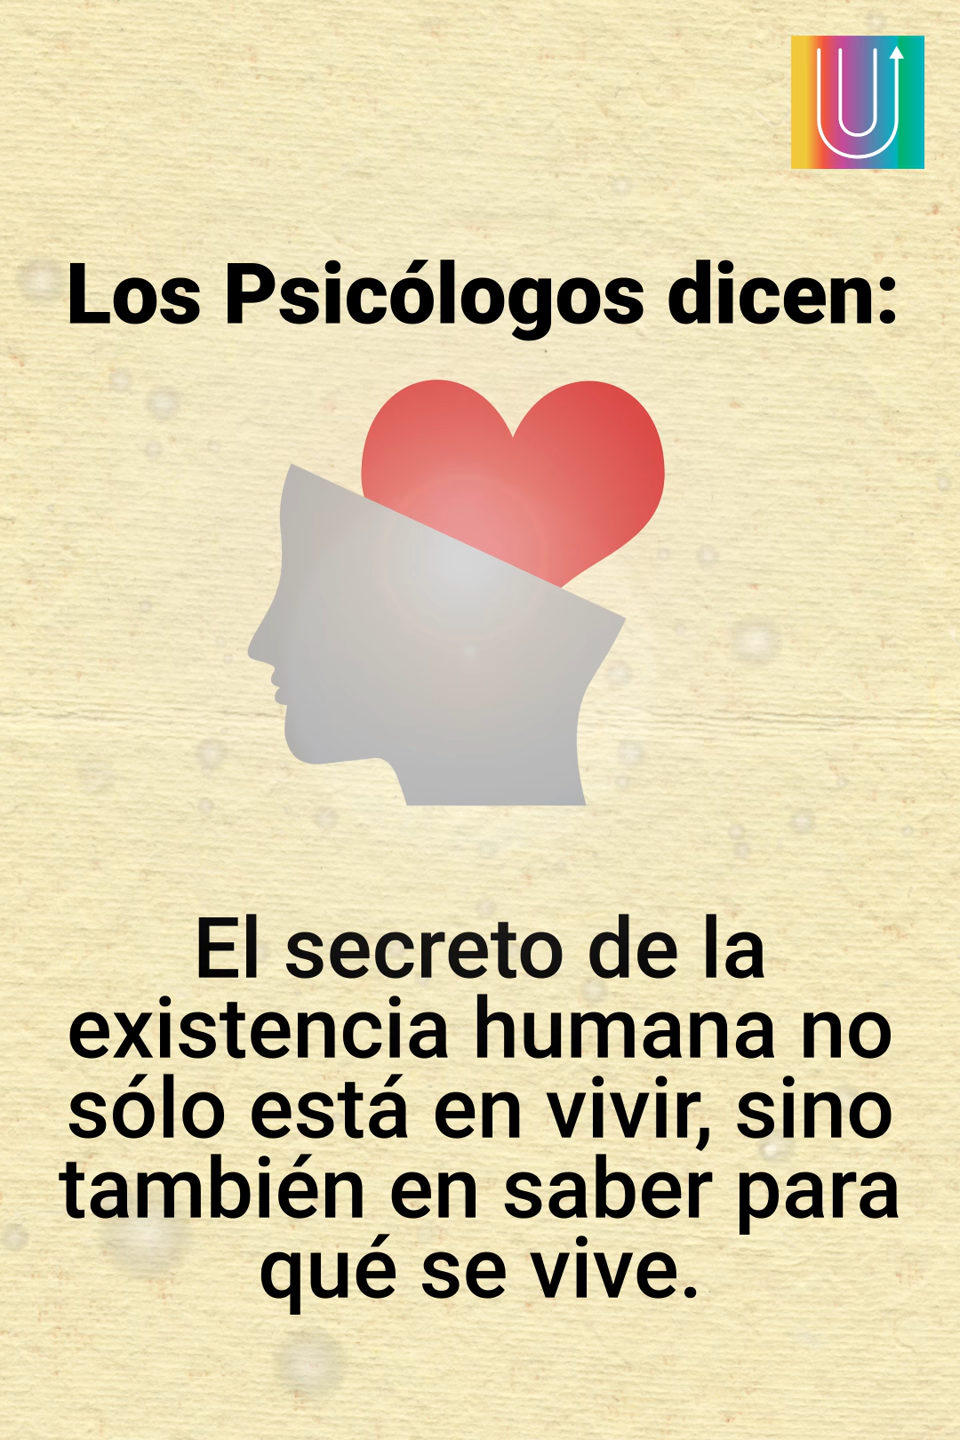 U
Los Psicólogos dicen:
El secreto de la
existencia humana no
sólo está en vivir, sino
también en saber para
qué se vive.